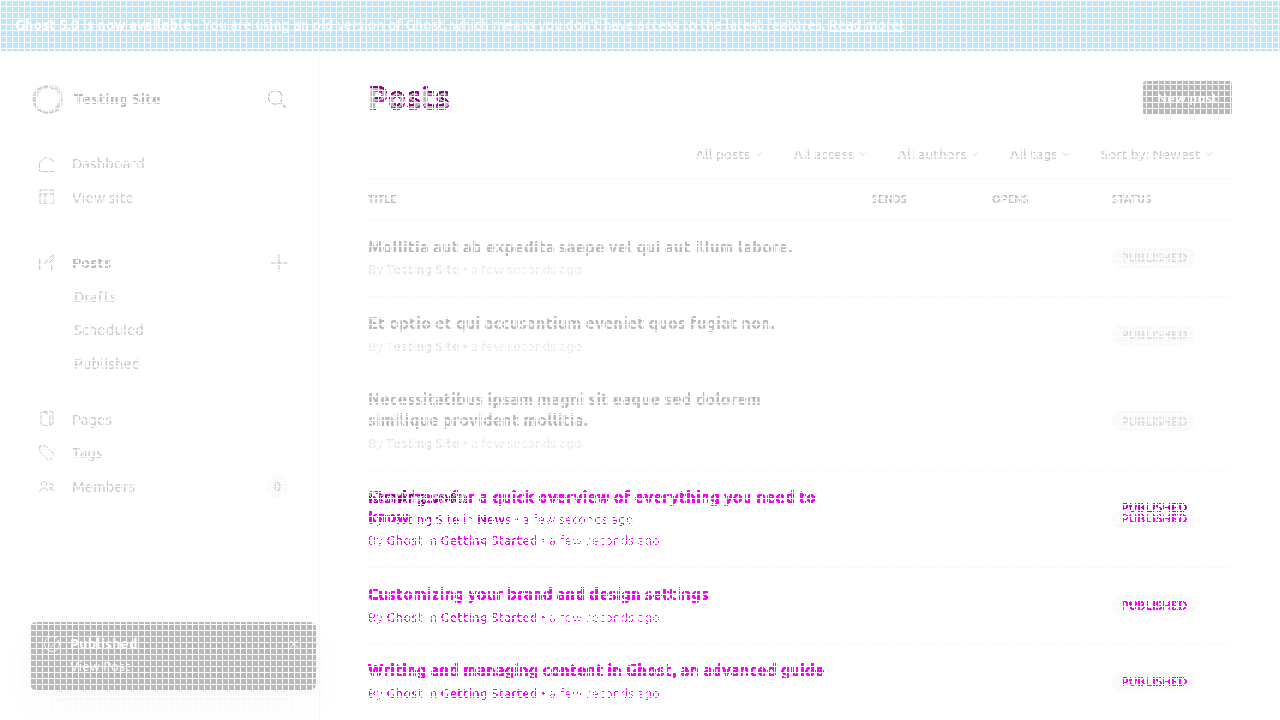 Ghost 5.0 is now available - You are using an old version of Ghost, which means you don't have access to the latest features. Read more!
Testing Site
Posts
New post
All posts
All access
All authors
All tags
Sort by: Newest
Dashboard
View site
TITLE
SENDS
OPENS
STATUS
Mollitia aut ab expedita saepe vel qui aut illum labore.
PUBLISHED
By Testing Site • a few seconds ago
Posts
Drafts
Scheduled
Published
Et optio et qui accusantium eveniet quos fugiat non.
PUBLISHED
By Testing Site • a few seconds ago
Necessitatibus ipsam magni sit eaque sed dolorem
similique provident mollitia.
PUBLISHED
By Testing Site • a few seconds ago
Pages
Tags
Members
0
for a quick overview of everything you need to
know
PUBLISHED
By Testing Site in News • a few seconds ago
PUBLISHED
By Ghost in Getting Started • a few seconds ago
Customizing your brand and design settings
PUBLISHED
By Ghost in Getting Started • a few seconds ago
Writing and managing content in Ghost, an advanced guide
PUBLISHED
By Ghost in Getting Started • a few seconds ago
Published
View Post